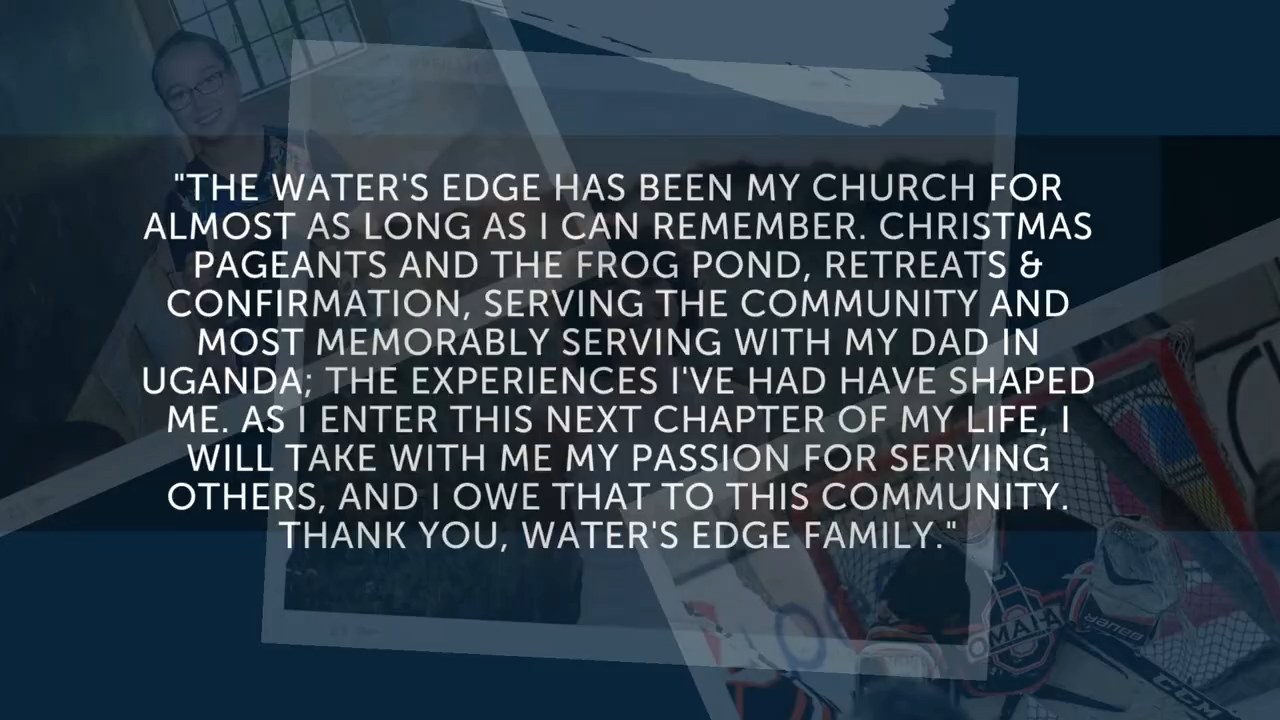 "THE WATER'S EDGE HAS BEEN MY CHURCH FOR
ALMOST AS LONG AS I CAN REMEMBER. CHRISTMAS
PAGEANTS AND THE FROG POND, RETREATS &
CONFIRMATION, SERVING THE COMMUNITY AND
MOST MEMORABLY SERVING WITH MY DAD IN
UGANDA; THE EXPERIENCES I'VE HAD HAVE SHAPED
ME. AS I ENTER THIS NEXT CHAPTER OF MY LIFE, I
WILL TAKE WITH ME MY PASSION FOR SERVING
OTHERS, AND I OWE THAT TO THIS COMMUNITY.
THANK YOU, WATER'S EDGE FAMILY."
OMAHA
BAUER
CCM